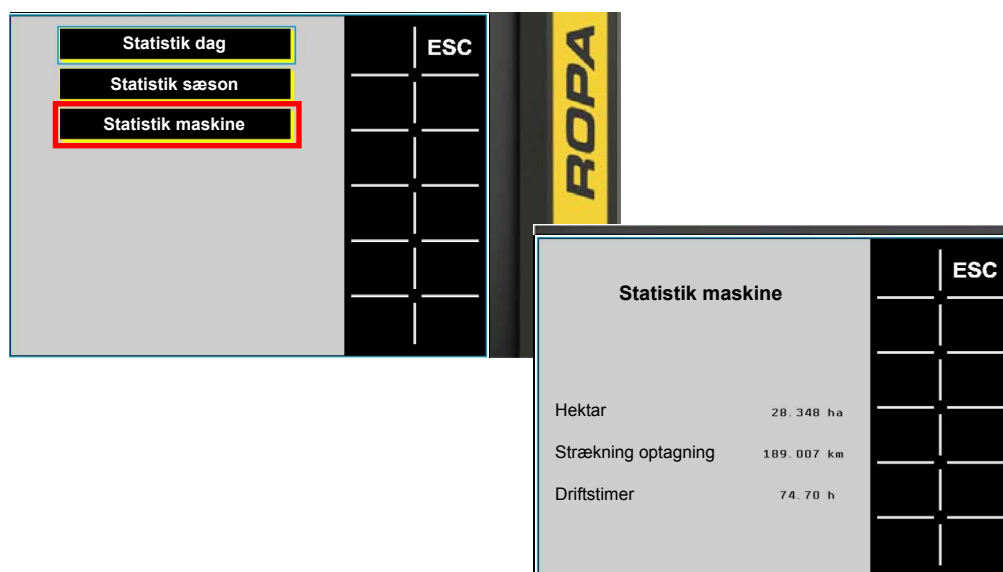 Statistik dag
ESC
Statistik sæson
Statistik maskine
ROPA
ESC
Statistik maskine
Hektar 28.348 ha
Strækning optagning 189.007 km
Driftstimer 74.70 h